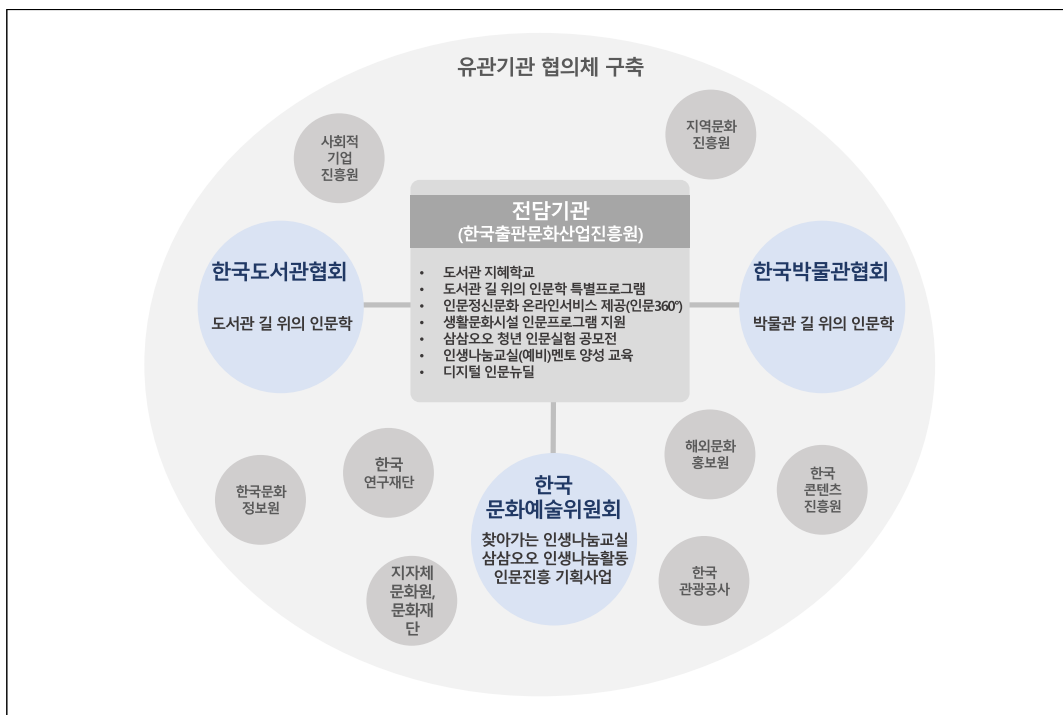 유관기관 협의체 구축
사회적
기업
진흥원
지역문화
진흥원
전담기관
(한국출판문화산업진흥원)
• 도서관 지혜학교
• 도서관 길 위의 인문학 특별프로그램
• 인문정신문화 온라인서비스 제공(인문360°)
• 생활문화시설 인문프로그램 지원
• 삼삼오오 청년 인문실험 공모전
• 인생나눔교실(예비)멘토 양성 교육
• 디지털 인문뉴딜
한국도서관협회
도서관 길 위의 인문학
한국박물관협회
박물관 길 위의 인문학
한국문화
정보원
한국
연구재단
한국
문화예술위원회
찾아가는 인생나눔교실
삼삼오오 인생나눔활동
인문진흥 기획사업
해외문화
홍보원
한국
콘텐츠
진흥원
지자체
문화원,
문화재
단
한국
관광공사